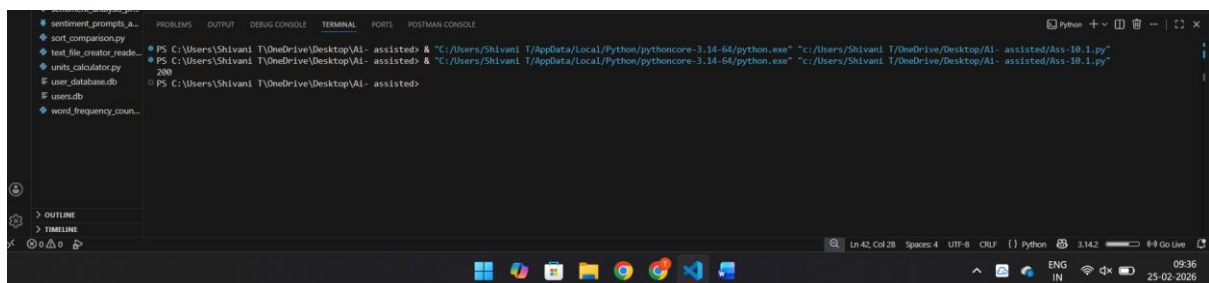 sentiment_prompts_a...
sort_comparison.py
text_file_creator_reade...
units_calculator.py
user_database.db
users.db
word_frequency_coun...
OUTLINE
TIMELINE
PROBLEMS OUTPUT DEBUG CONSOLE TERMINAL PORTS POSTMAN CONSOLE
Python
PS C:\Users\Shivani T\OneDrive\Desktop\Ai- assisted> & "C:/Users/Shivani T/AppData/Local/Python/pythoncore-3.14-64/python.exe" "c:/Users/Shivani T/OneDrive/Desktop/Ai- assisted/Ass-10.1.py"
PS C:\Users\Shivani T\OneDrive\Desktop\Ai- assisted> & "C:/Users/Shivani T/AppData/Local/Python/pythoncore-3.14-64/python.exe" "c:/Users/Shivani T/OneDrive/Desktop/Ai- assisted/Ass-10.1.py"
200
PS C:\Users\Shivani T\OneDrive\Desktop\Ai- assisted>
0 0 Ln 42, Col 28 Spaces: 4 UTF-8 CRLF {} Python 3.14.2 Go Live
ENG 09:36
IN 25-02-2026